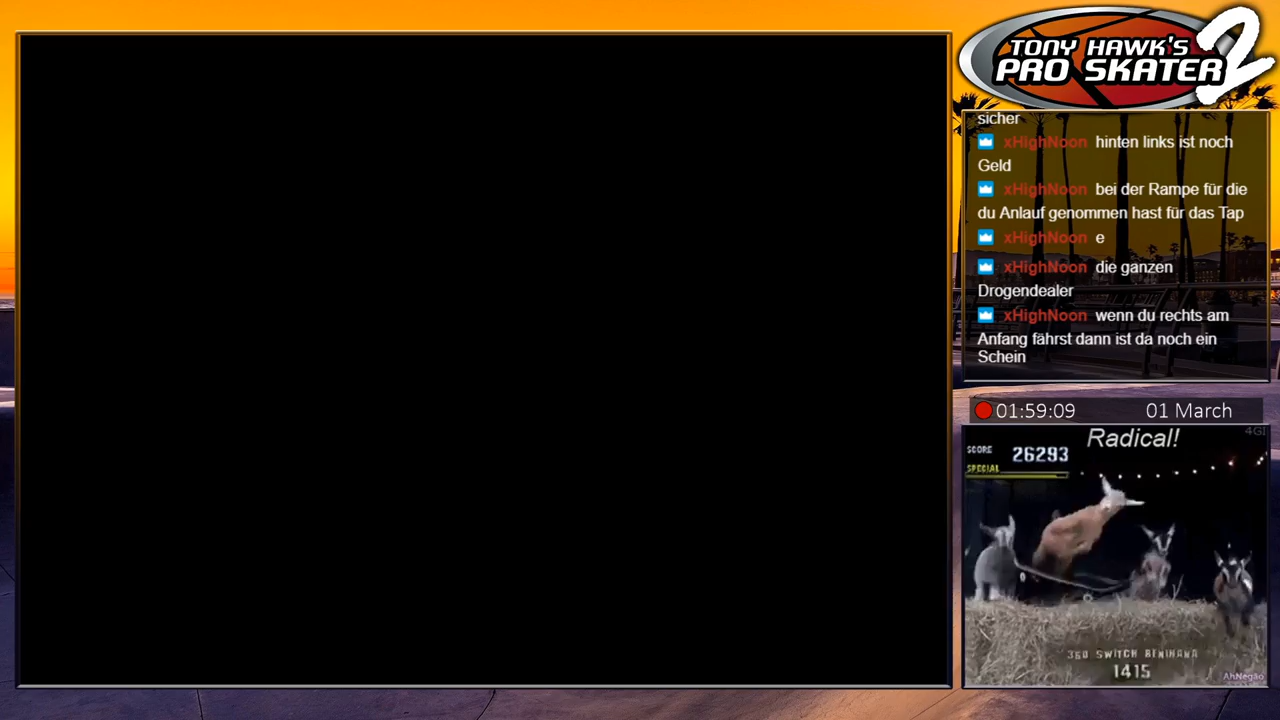 TONY HAWK'S
PRO SKATER 2
sicher
xHighNoon hinten links ist noch
Geld
xHighNoon bei der Rampe für die
du Anlauf genommen hast für das Tap
xHighNoon e
xHighNoon die ganzen
Drogendealer
xHighNoon wenn du rechts am
Anfang fährst dann ist da noch ein
Schein
01:59:09 01 March
Radical!
4GI
SCORE 26293
SPECIAL
360 SWITCH BENIHANA
1415
AhNegão